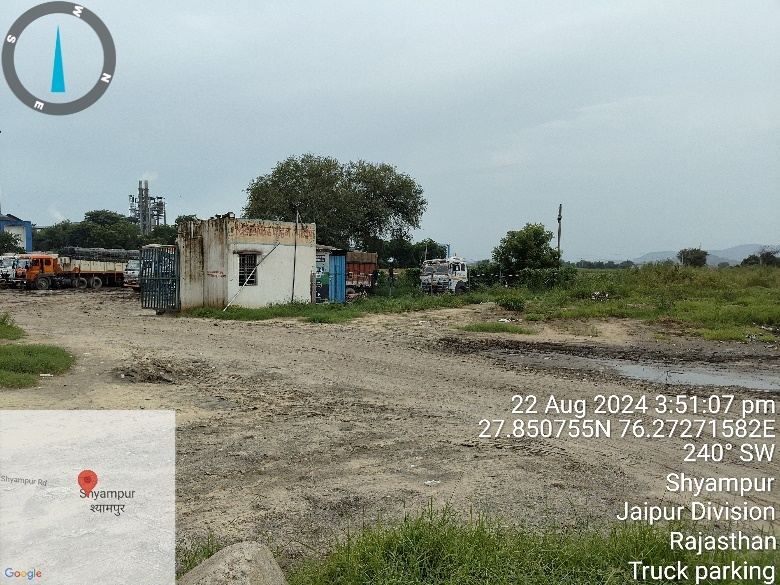 W
S
N
E
22 Aug 2024 3:51:07 pm
27.850755N 76.27271582E
240° SW
Shyampur
Jaipur Division
Rajasthan
Truck parking
Shyampur Rd
Shyampur
श्यामपुर
Google